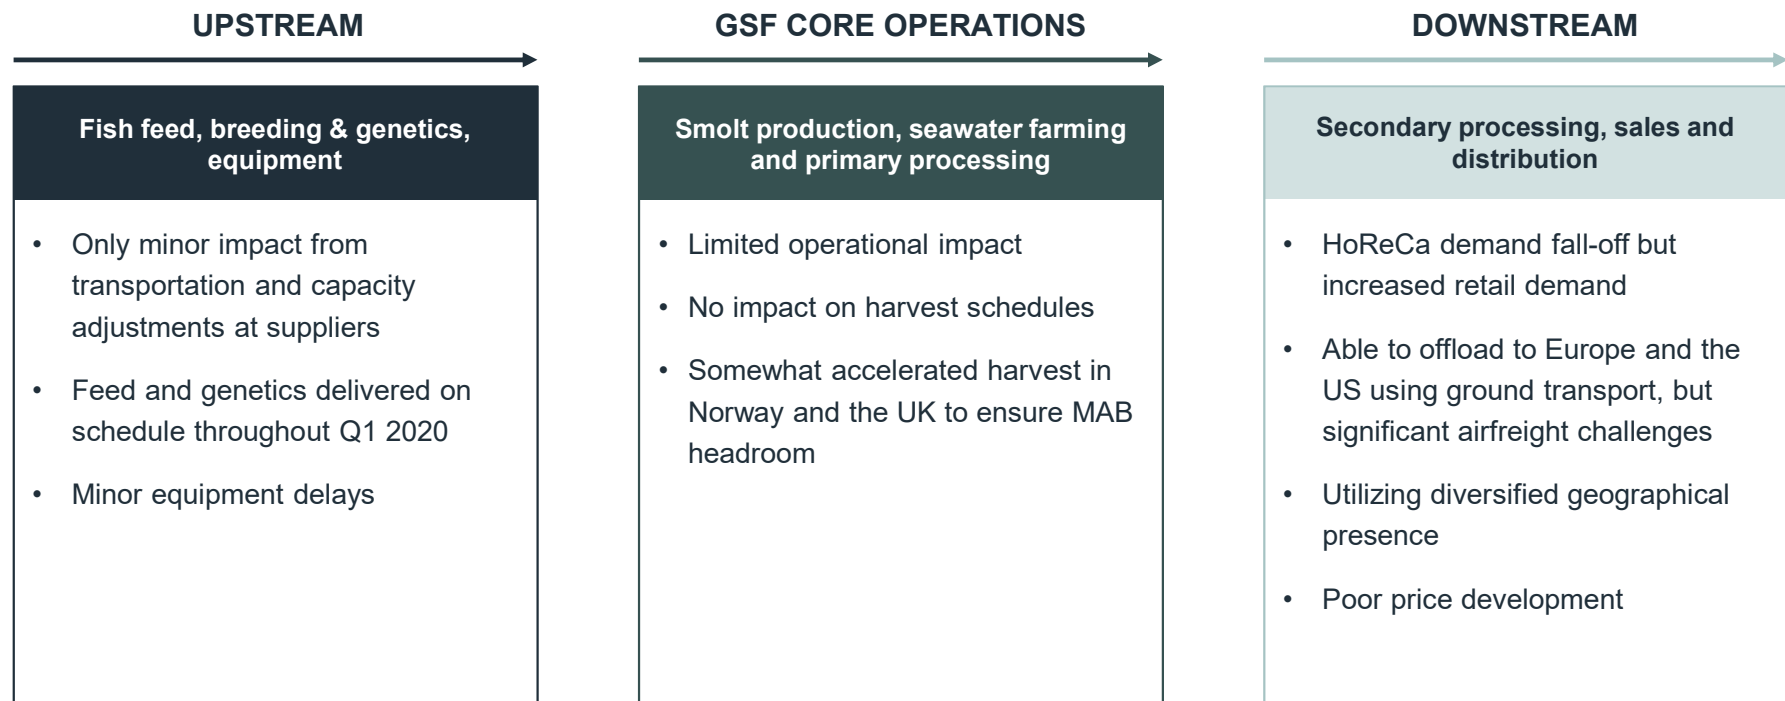 UPSTREAM
Fish feed, breeding & genetics,
equipment
• Only minor impact from
transportation and capacity
adjustments at suppliers
• Feed and genetics delivered on
schedule throughout Q1 2020
• Minor equipment delays
GSF CORE OPERATIONS
Smolt production, seawater farming
and primary processing
• Limited operational impact
• No impact on harvest schedules
• Somewhat accelerated harvest in
Norway and the UK to ensure MAB
headroom
DOWNSTREAM
Secondary processing, sales and
distribution
• HoReCa demand fall-off but
increased retail demand
• Able to offload to Europe and the
US using ground transport, but
significant airfreight challenges
• Utilizing diversified geographical
presence
• Poor price development